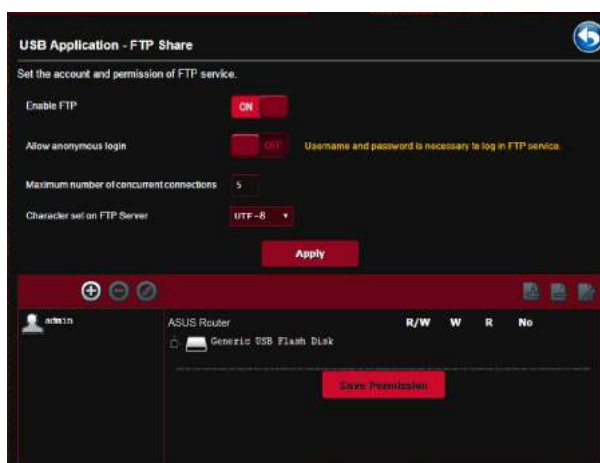 USB Application - FTP Share
Set the account and permission of FTP service.
Enable FTP ON
Allow anonymous login OFF Username and password is necessary to log in FTP service.
Maximum number of concurrent connections 5
Character set on FTP Server UTF-8
Apply
admin
ASUS Router R/W W R No
Generic USB Flash Disk
Save Permission